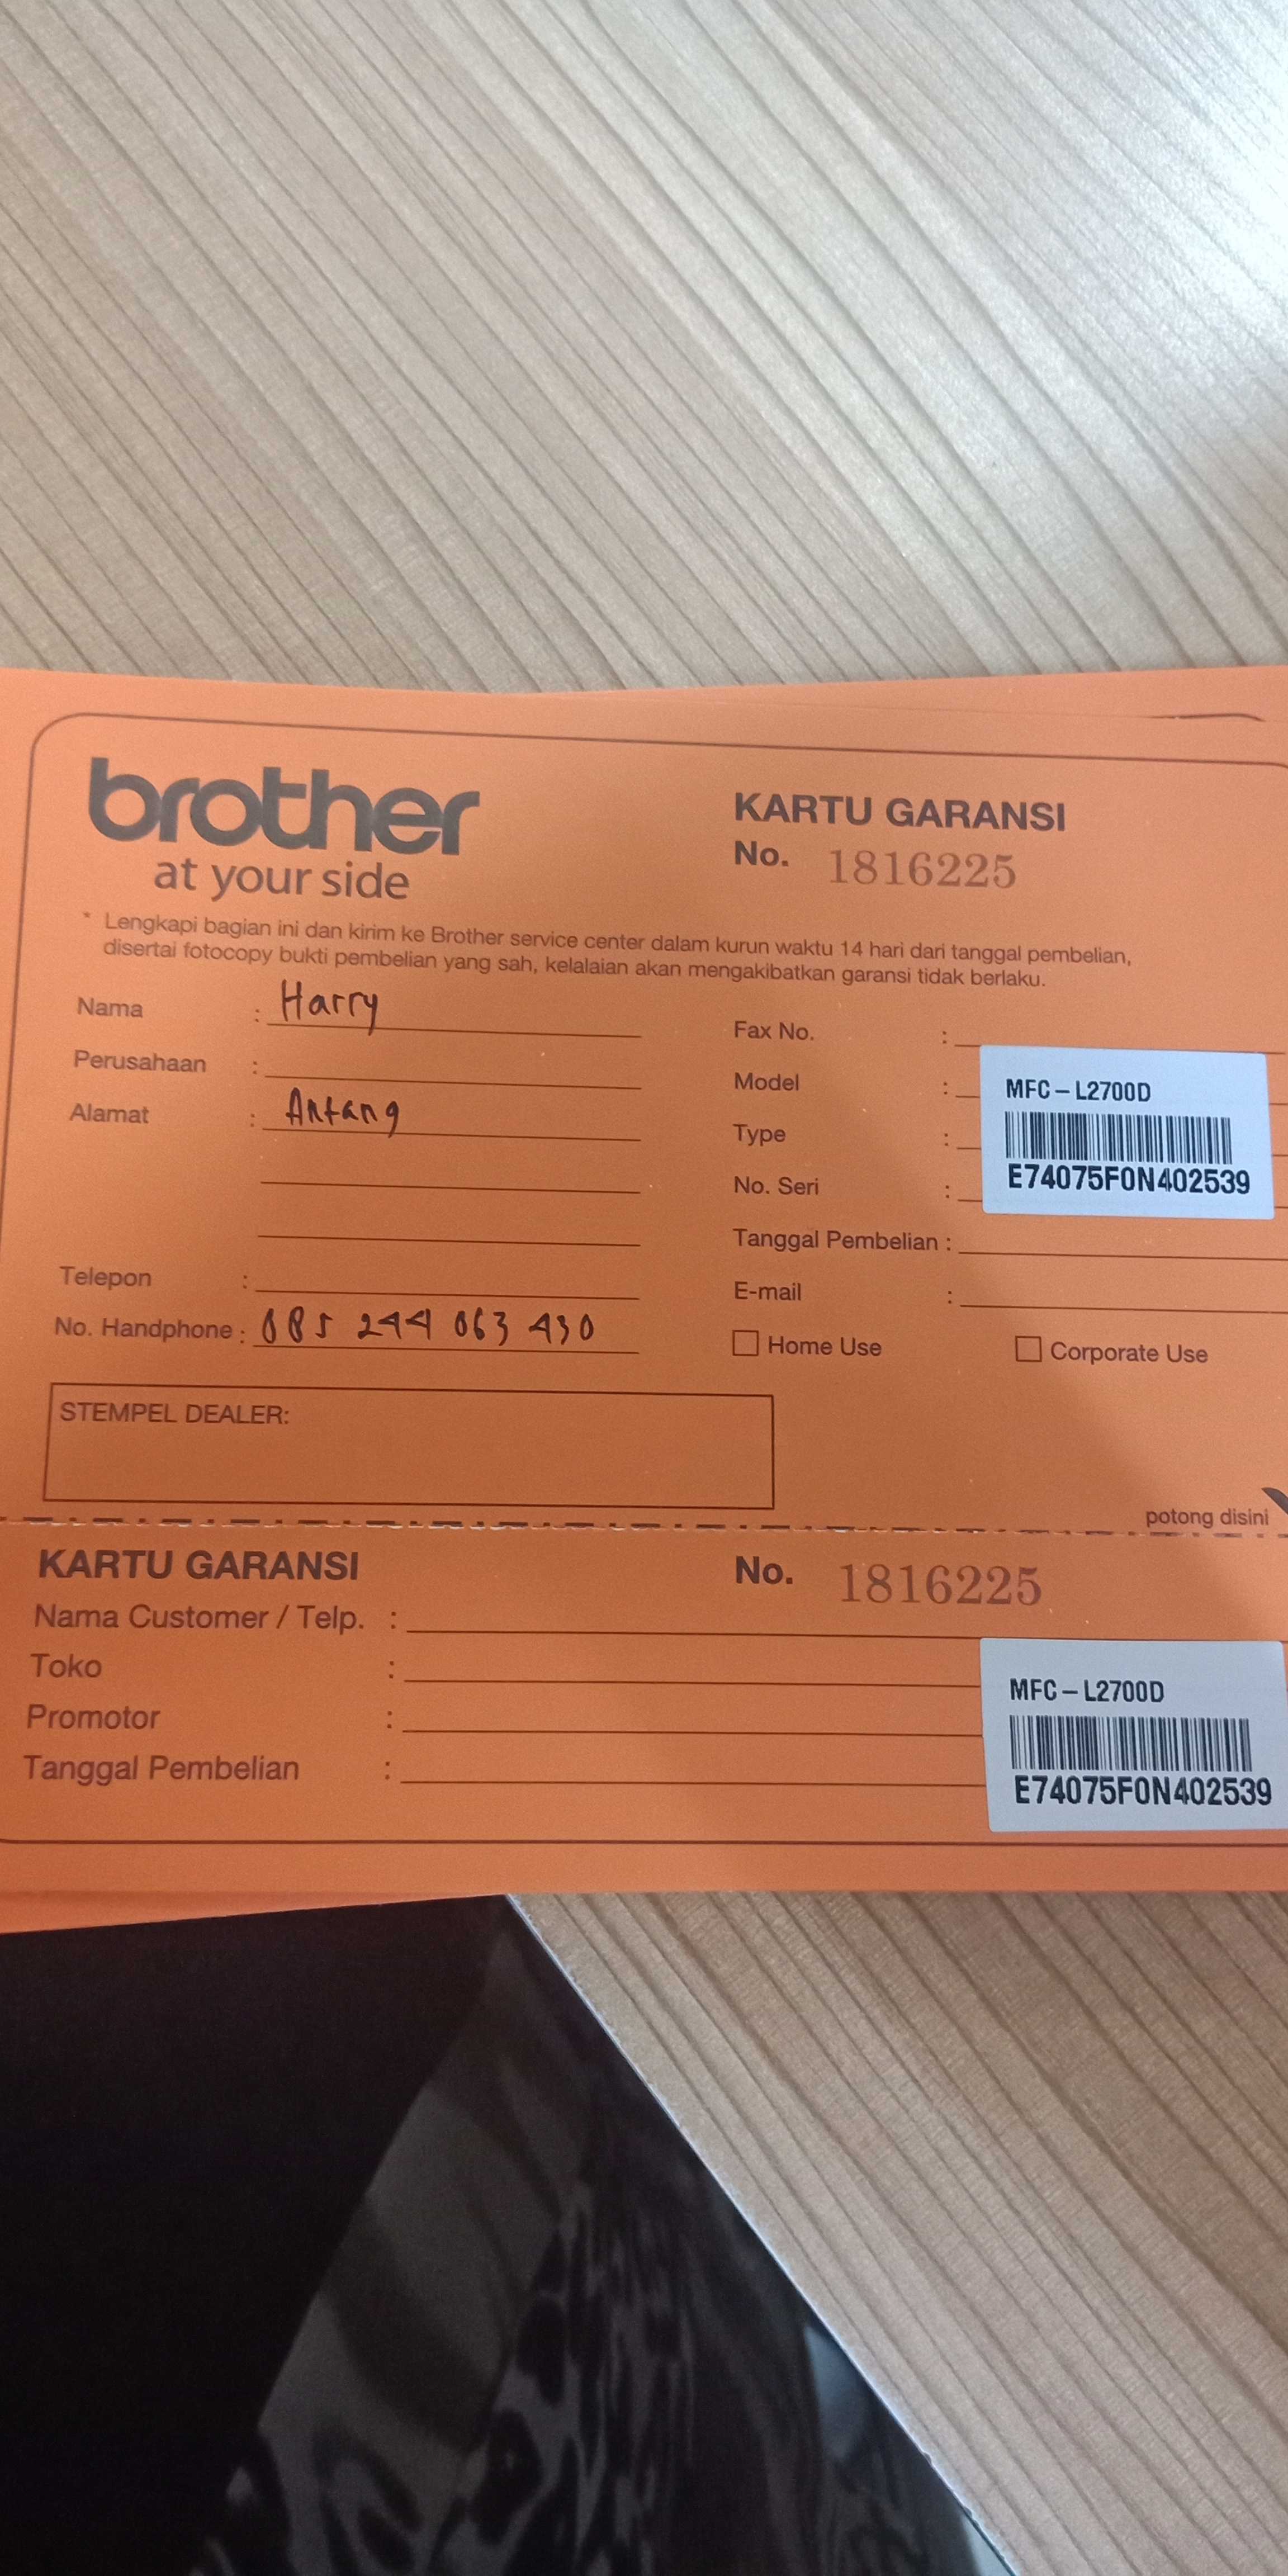 brother
at your side
KARTU GARANSI
No. 1816225
* Lengkapi bagian ini dan kirim ke Brother service center dalam kurun waktu 14 hari dari tanggal pembelian,
disertai fotocopy bukti pembelian yang sah, kelalaian akan mengakibatkan garansi tidak berlaku.
Nama : Harry
Perusahaan :
Alamat : Antang
Telepon :
No. Handphone : 085 244 063 430
Fax No. :
Model :
Type :
No. Seri :
MFC-L2700D
E74075F0N402539
Tanggal Pembelian :
E-mail :
Home Use
Corporate Use
STEMPEL DEALER:
potong disini
KARTU GARANSI
No. 1816225
Nama Customer / Telp. :
Toko :
Promotor :
Tanggal Pembelian :
MFC-L2700D
E74075F0N402539